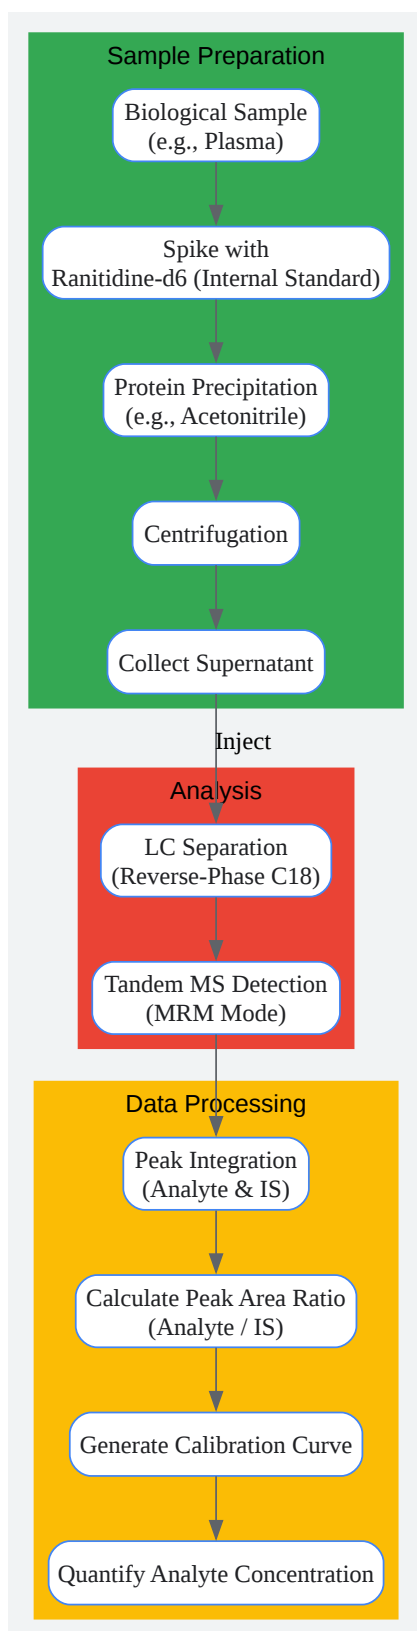 Sample Preparation
Biological Sample
(e.g., Plasma)
Spike with
Ranitidine-d6 (Internal Standard)
Protein Precipitation
(e.g., Acetonitrile)
Centrifugation
Collect Supernatant
Inject
Analysis
LC Separation
(Reverse-Phase C18)
Tandem MS Detection
(MRM Mode)
Data Processing
Peak Integration
(Analyte & IS)
Calculate Peak Area Ratio
(Analyte / IS)
Generate Calibration Curve
Quantify Analyte Concentration